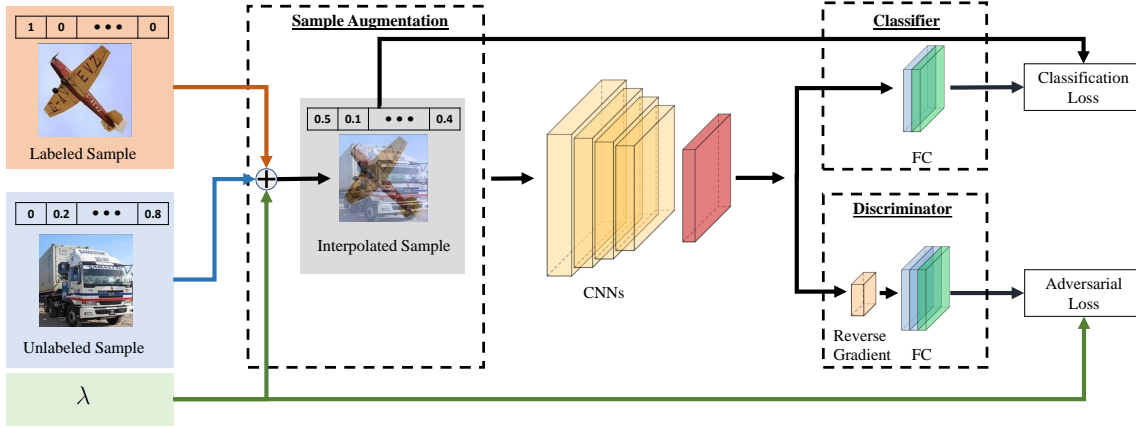 1 0 ••• 0
Labeled Sample
0 0.2 ••• 0.8
Unlabeled Sample
λ
Sample Augmentation
0.5 0.1 ••• 0.4
Interpolated Sample
CNNs
Classifier
FC
Classification
Loss
Discriminator
Reverse
Gradient
FC
Adversarial
Loss